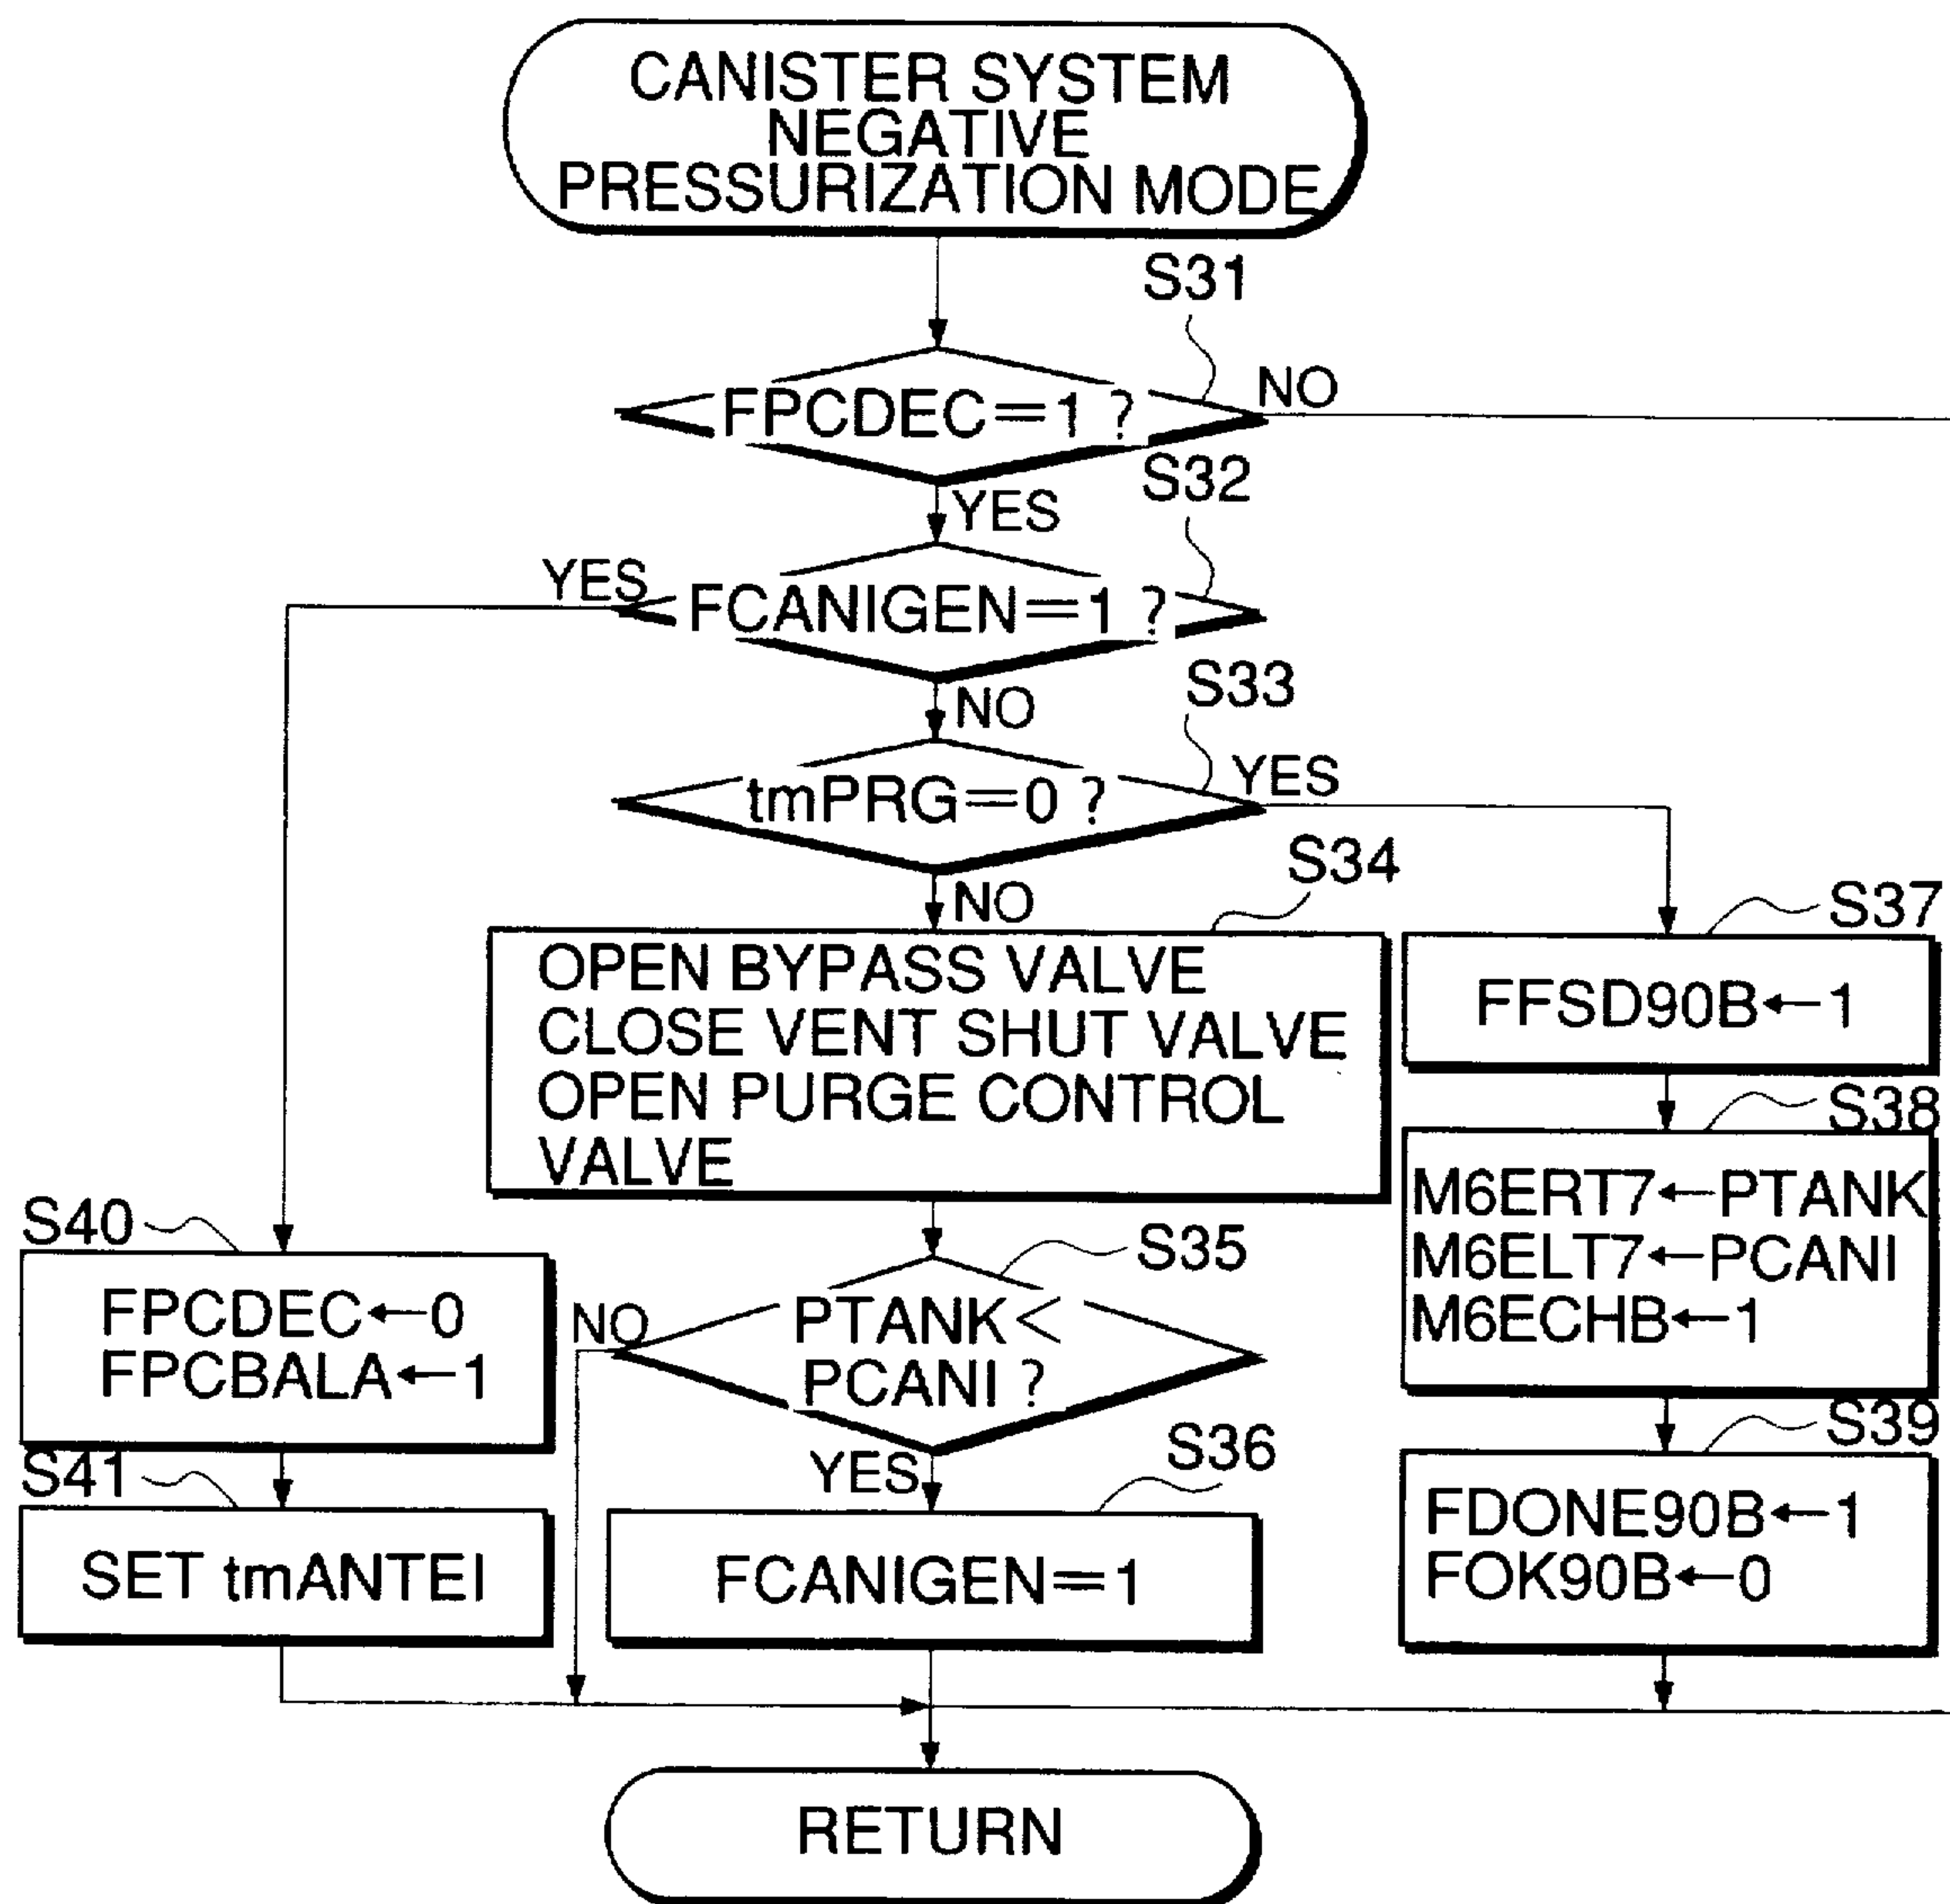 CANISTER SYSTEM
NEGATIVE
PRESSURIZATION MODE
S31
FPCDEC=1 ?
NO
S32
YES
YES
FCANIGEN=1 ?
S33
NO
tmPRG=0 ?
YES
S34
NO
S37
OPEN BYPASS VALVE
CLOSE VENT SHUT VALVE
OPEN PURGE CONTROL
VALVE
FFSD90B←1
S38
M6ERT7←PTANK
M6ELT7←PCANI
M6ECHB←1
S40
FPCDEC←0
FPCBALA←1
S35
NO
PTANK<
PCANI ?
S39
S41
YES
S36
SET tmANTEI
FCANIGEN=1
FDONE90B←1
FOK90B←0
RETURN